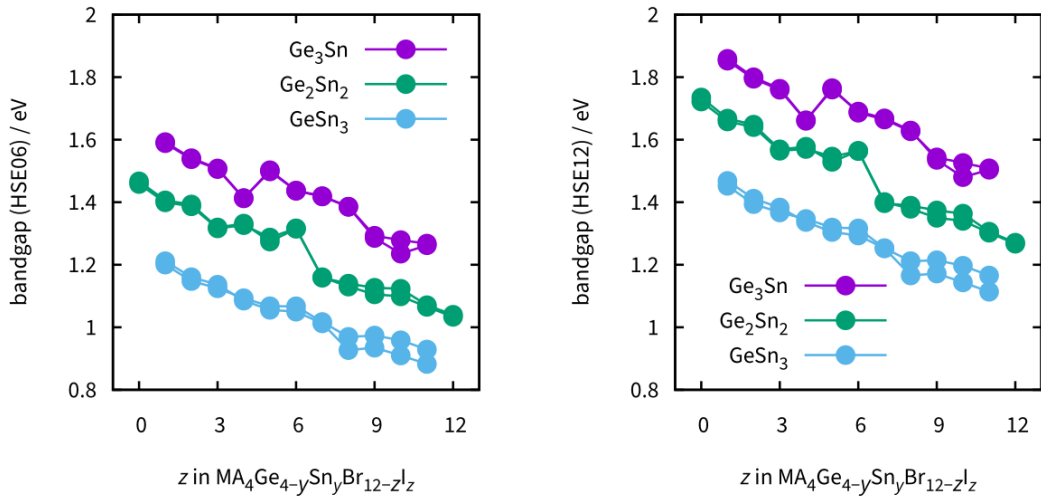 bandgap (HSE06) / eV
2
1.8
1.6
1.4
1.2
1
0.8
0
3
6
9
12
Ge₃Sn
Ge₂Sn₂
GeSn₃
z in MA₄Ge₄₋ySnyBr₁₂₋zIz
bandgap (HSE12) / eV
2
1.8
1.6
1.4
1.2
1
0.8
0
3
6
9
12
Ge₃Sn
Ge₂Sn₂
GeSn₃
z in MA₄Ge₄₋ySnyBr₁₂₋zIz